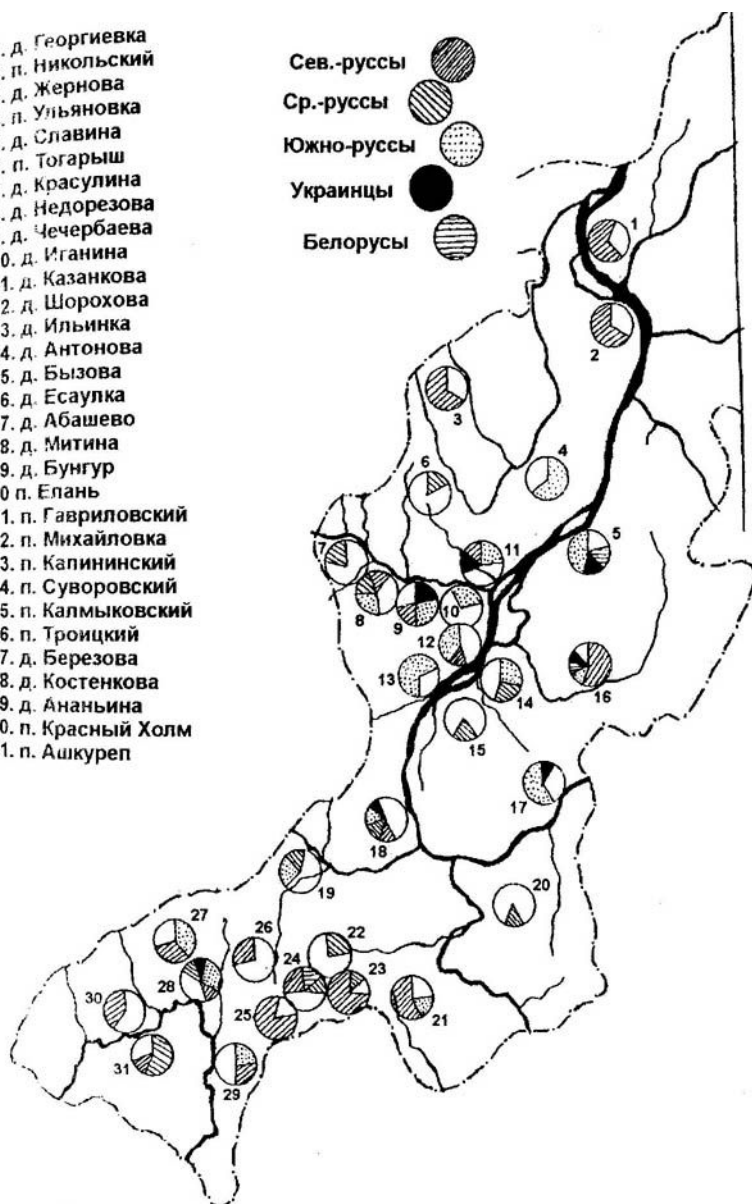 . д. Георгиевка
. п. Никольский
. д. Жернова
. п. Ульяновка
. д. Славина
. п. Тогарыш
. д. Красулина
. д. Недорезова
. д. Чечербаева
0. д. Иганина
1. д. Казанкова
2. д. Шорохова
3. д. Ильинка
4. д. Антонова
5. д. Бызова
6. д. Есаулка
7. д. Абашево
8. д. Митина
9. д. Бунгур
0 п. Елань
1. п. Гавриловский
2. п. Михайловка
3. п. Капининский
4. п. Суворовский
5. п. Калмыковский
6. п. Троицкий
7. д. Березова
8. д. Костенкова
9. д. Ананьина
0. п. Красный Холм
1. п. Ашкуреп
Сев.-руссы
Ср.-руссы
Южно-руссы
Украинцы
Белорусы
1
2
3
4
6
5
7
11
8
9
10
12
13
14
16
15
17
18
19
20
27
26
22
24
23
28
30
25
21
31
29